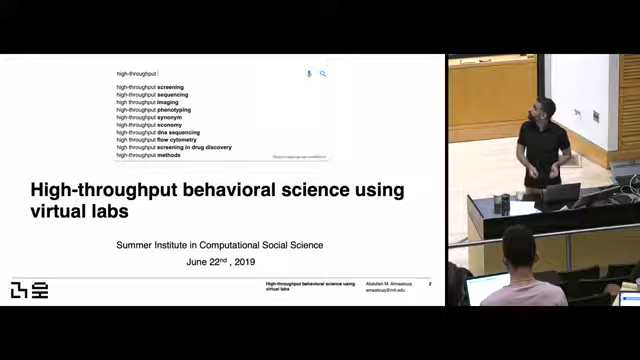 high-throughput
high-throughput screening
high-throughput sequencing
high throughput imaging
high throughput phenotyping
high throughput synonym
high-throughput economy
high-throughput dna sequencing
high throughput flow cytometry
high-throughput screening in drug discovery
high-throughput methods
High-throughput behavioral science using
virtual labs
Summer Institute in Computational Social Science
June 22nd , 2019
High-throughput behavioral science using
virtual labs
Abdullah M. Almaatouq
amaatouq@mit.edu
2